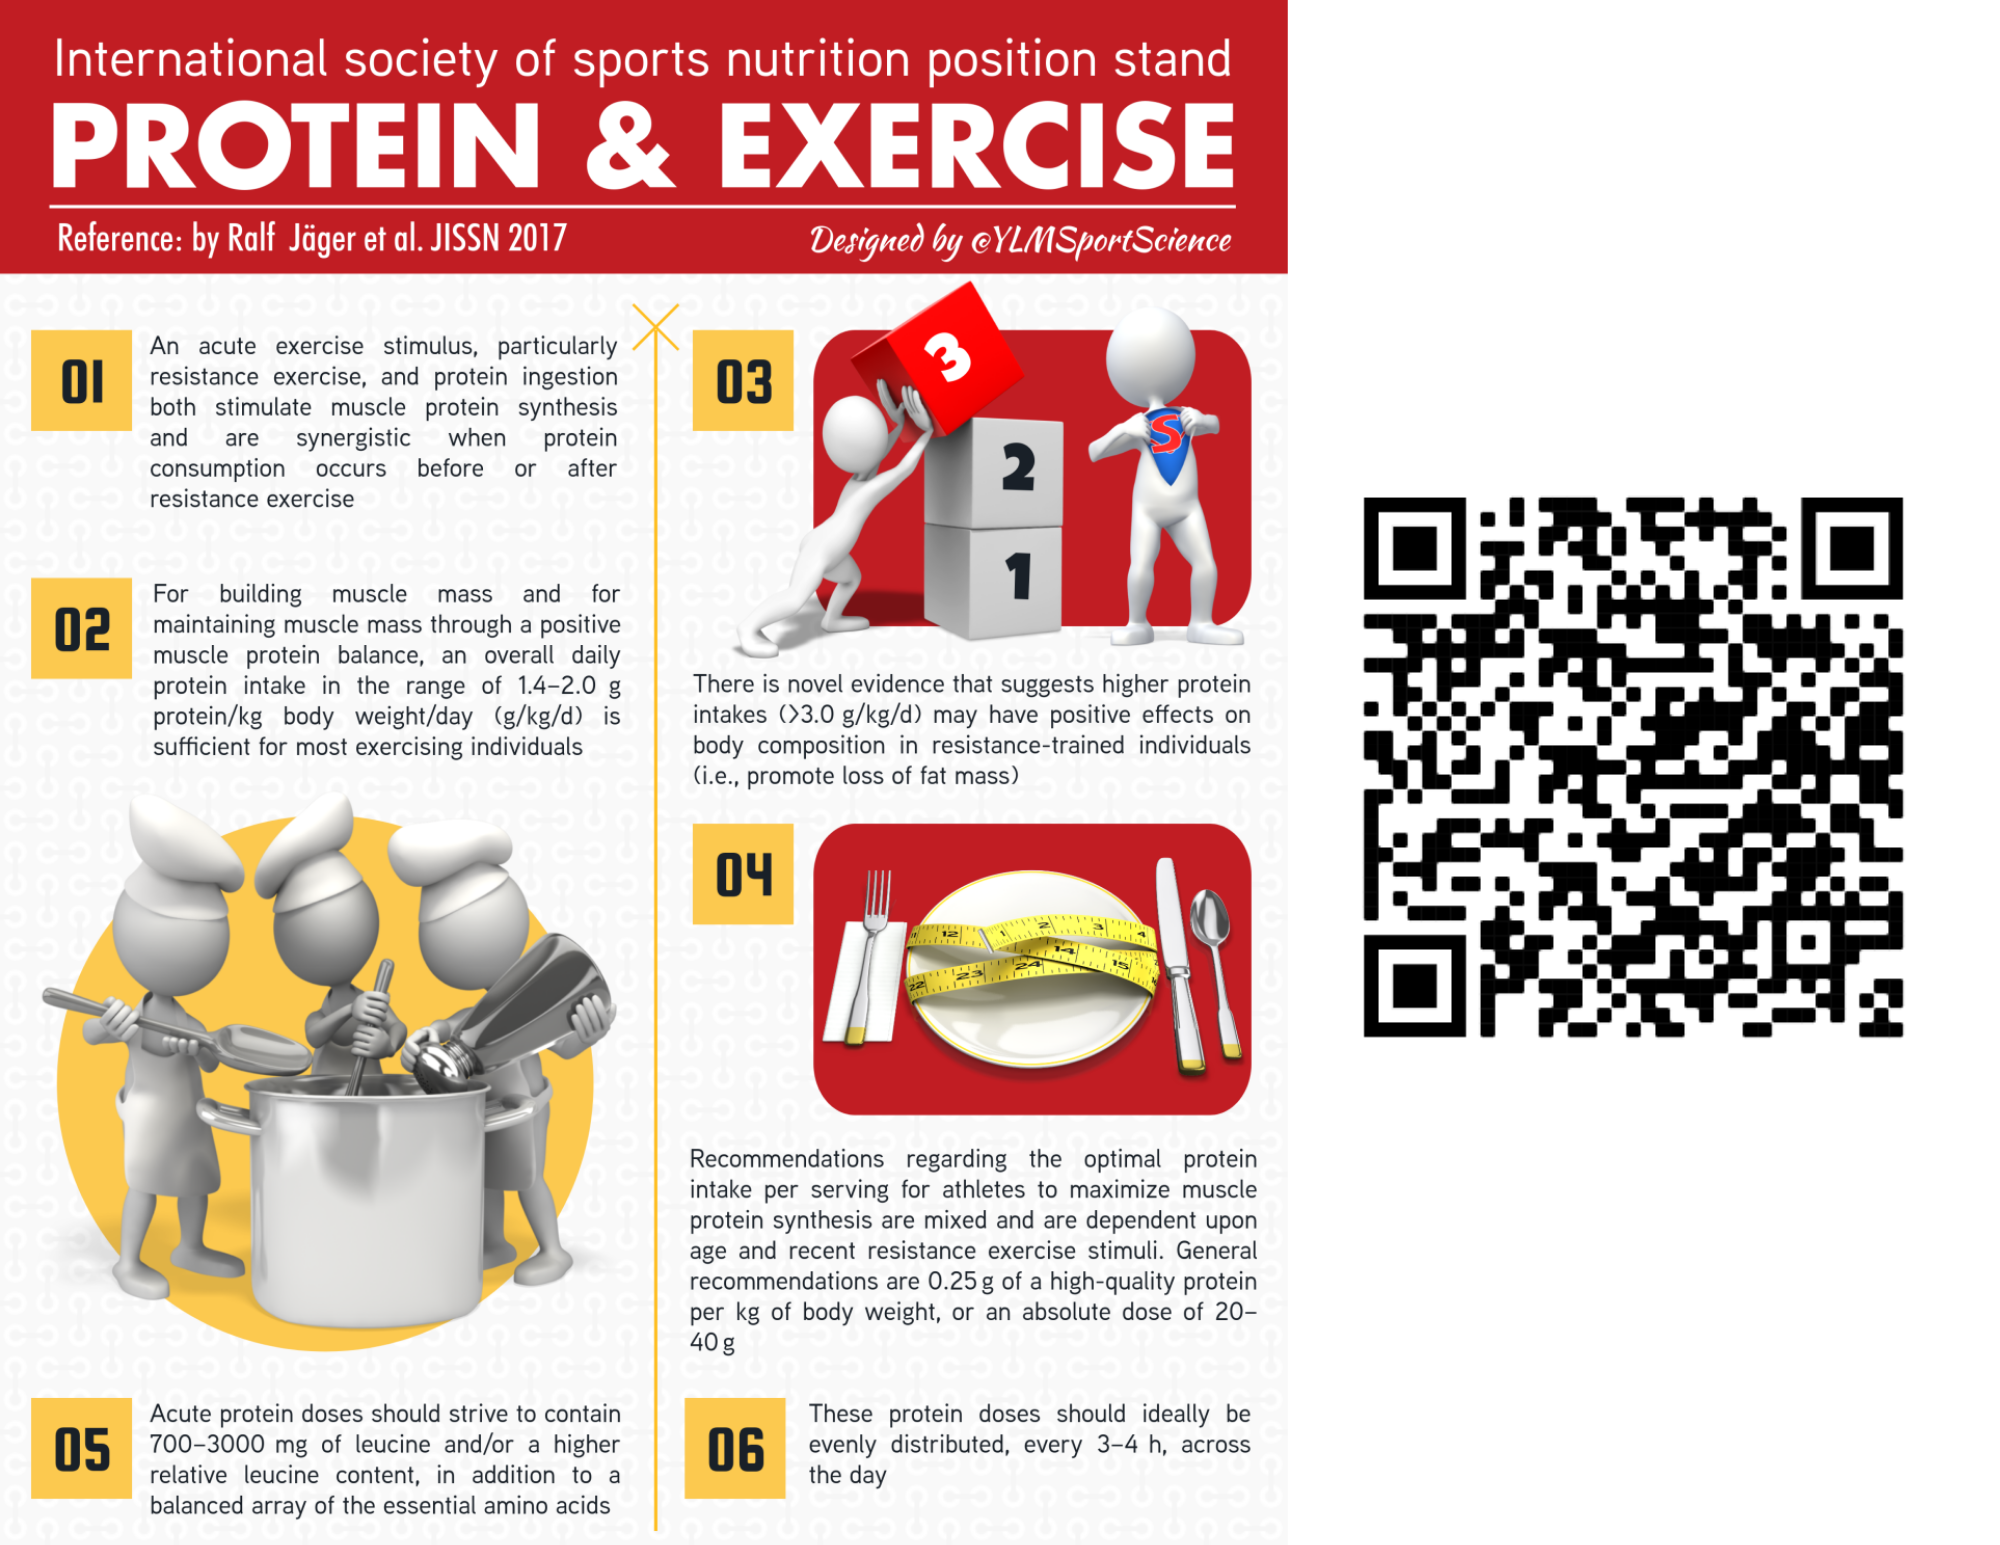 International society of sports nutrition position stand
PROTEIN & EXERCISE
Reference: by Ralf Jäger et al. JISSN 2017
Designed by @YLMSportScience
01
An acute exercise stimulus, particularly
resistance exercise, and protein ingestion
both stimulate muscle protein synthesis
and are synergistic when protein
consumption occurs before or after
resistance exercise
02
For building muscle mass and for
maintaining muscle mass through a positive
muscle protein balance, an overall daily
protein intake in the range of 1.4–2.0 g
protein/kg body weight/day (g/kg/d) is
sufficient for most exercising individuals
03
3
2
1
S
There is novel evidence that suggests higher protein
intakes (>3.0 g/kg/d) may have positive effects on
body composition in resistance-trained individuals
(i.e., promote loss of fat mass)
04
12 1 2 3 4
14 15
22 23 24
Recommendations regarding the optimal protein
intake per serving for athletes to maximize muscle
protein synthesis are mixed and are dependent upon
age and recent resistance exercise stimuli. General
recommendations are 0.25 g of a high-quality protein
per kg of body weight, or an absolute dose of 20–
40 g
05
Acute protein doses should strive to contain
700–3000 mg of leucine and/or a higher
relative leucine content, in addition to a
balanced array of the essential amino acids
06
These protein doses should ideally be
evenly distributed, every 3–4 h, across
the day